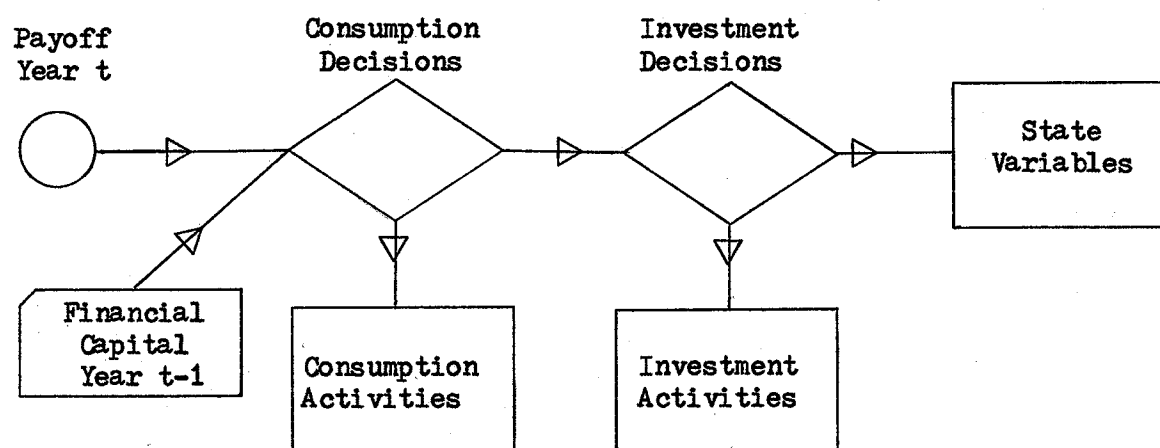 Payoff
Year t
Consumption
Decisions
Investment
Decisions
State
Variables
Financial
Capital
Year t-1
Consumption
Activities
Investment
Activities